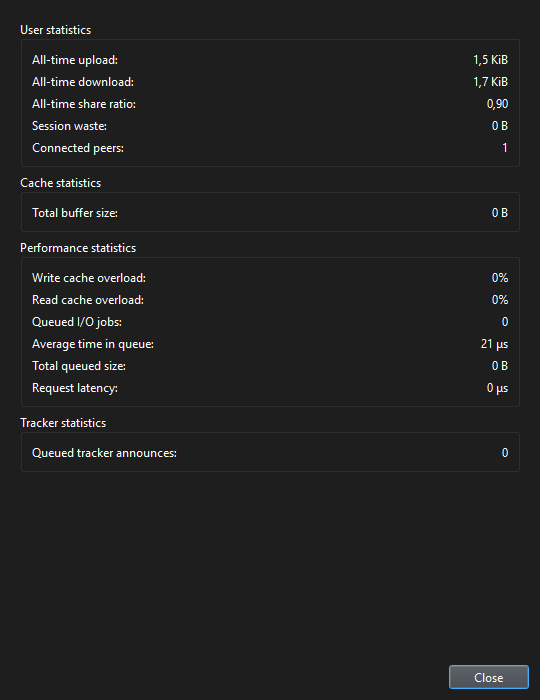 User statistics
All-time upload: 1,5 KiB
All-time download: 1,7 KiB
All-time share ratio: 0,90
Session waste: 0 B
Connected peers: 1
Cache statistics
Total buffer size: 0 B
Performance statistics
Write cache overload: 0%
Read cache overload: 0%
Queued I/O jobs: 0
Average time in queue: 21 μs
Total queued size: 0 B
Request latency: 0 μs
Tracker statistics
Queued tracker announces: 0
Close